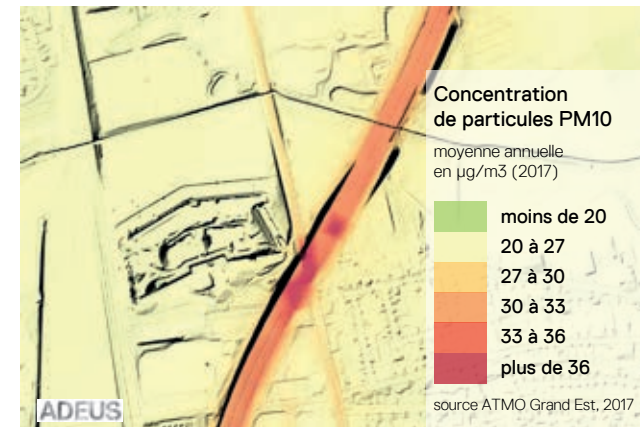 Concentration
de particules PM10
moyenne annuelle
en µg/m3 (2017)
moins de 20
20 à 27
27 à 30
30 à 33
33 à 36
plus de 36
source ATMO Grand Est, 2017
ADEUS